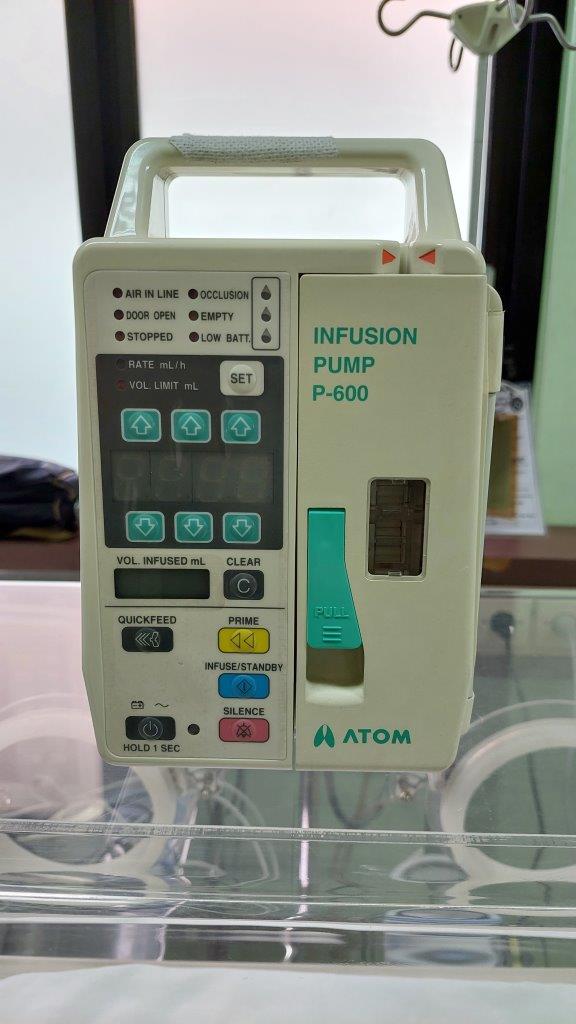 AIR IN LINE
OCCLUSION
DOOR OPEN
EMPTY
STOPPED
LOW BATT.
RATE mL/h
VOL. LIMIT mL
SET
VOL. INFUSED mL
CLEAR
C
QUICKFEED
PRIME
INFUSE/STANDBY
SILENCE
HOLD 1 SEC
INFUSION
PUMP
P-600
PULL
ATOM